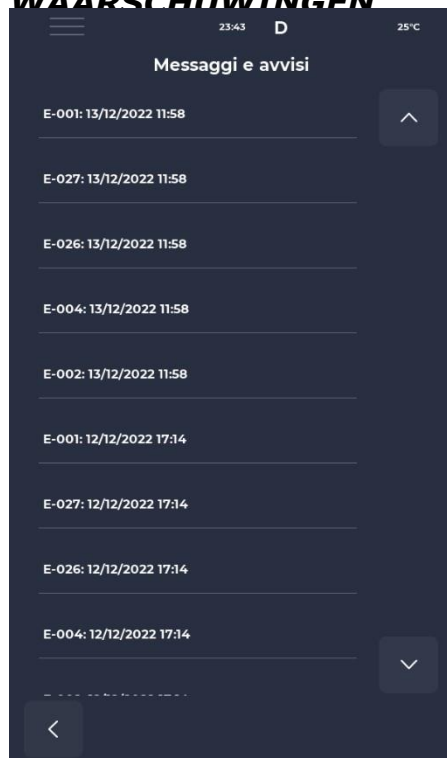 WAARSCHUWINGEN
23:43 D 25°C
Messaggi e avvisi
E-001: 13/12/2022 11:58
E-027: 13/12/2022 11:58
E-026: 13/12/2022 11:58
E-004: 13/12/2022 11:58
E-002: 13/12/2022 11:58
E-001: 12/12/2022 17:14
E-027: 12/12/2022 17:14
E-026: 12/12/2022 17:14
E-004: 12/12/2022 17:14